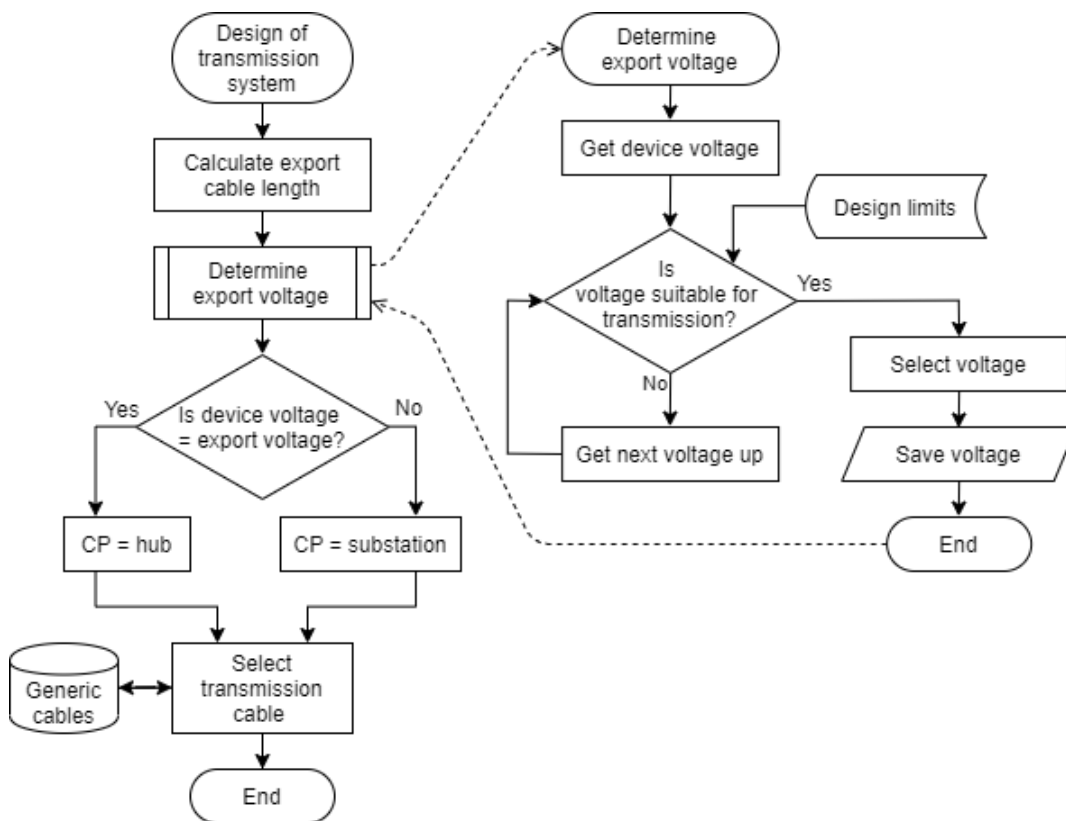 Design of
transmission
system
Calculate export
cable length
Determine
export voltage
Is device voltage
= export voltage?
Yes
No
CP = hub
CP = substation
Generic
cables
Select
transmission
cable
End
Determine
export voltage
Get device voltage
Design limits
Is
voltage suitable for
transmission?
Yes
No
Get next voltage up
Select voltage
Save voltage
End